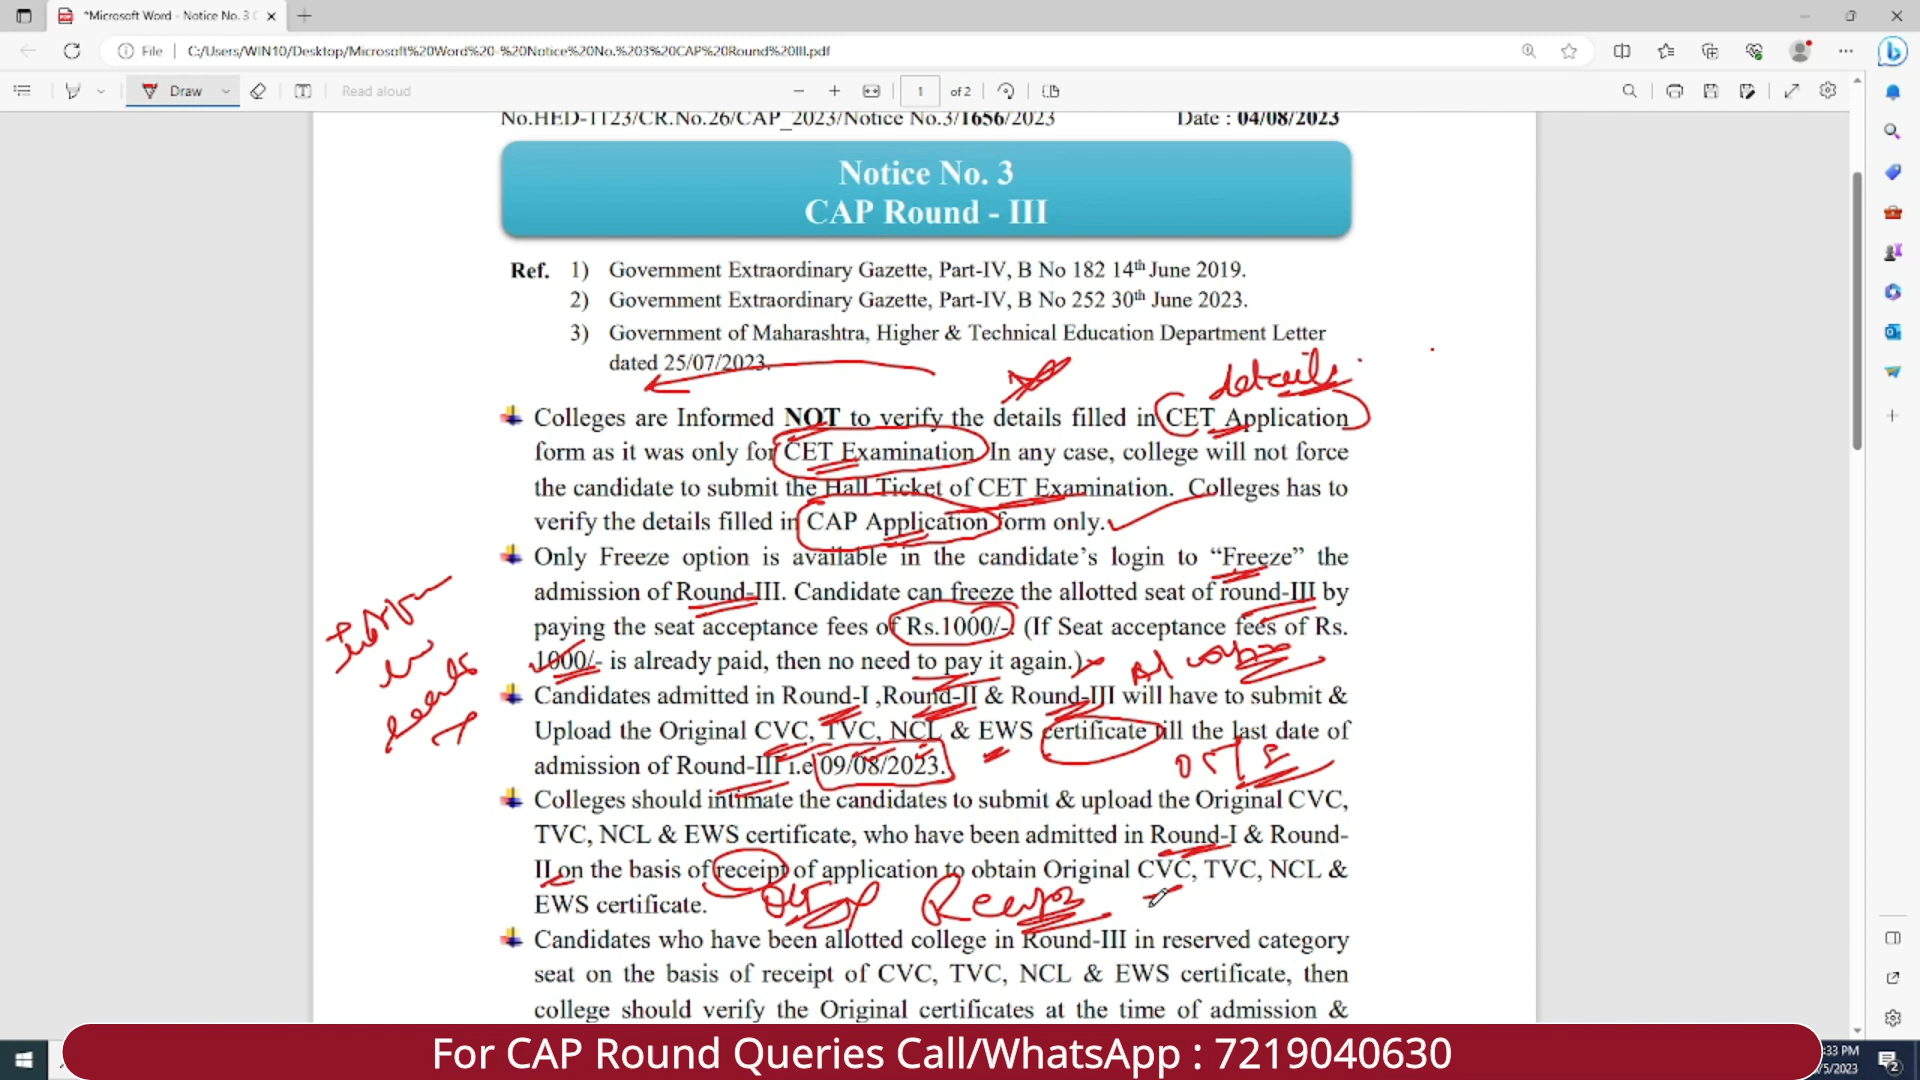 *Microsoft Word - Notice No. 3 C
File
C:/Users/WIN10/Desktop/Microsoft%20Word%20-%20Notice%20No.%203%20CAP%20Round%20III.pdf
Draw
Read aloud
1
of 2
No.HED-1123/CR.No.26/CAP_2023/Notice No.3/1656/2023 Date : 04/08/2023
Notice No. 3
CAP Round - III
Ref. 1) Government Extraordinary Gazette, Part-IV, B No 182 14th June 2019.
2) Government Extraordinary Gazette, Part-IV, B No 252 30th June 2023.
3) Government of Maharashtra, Higher & Technical Education Department Letter
dated 25/07/2023.
details
Colleges are Informed NOT to verify the details filled in CET Application
form as it was only for CET Examination In any case, college will not force
the candidate to submit the Hall Ticket of CET Examination. Colleges has to
verify the details filled in CAP Application form only.
Only Freeze option is available in the candidate's login to “Freeze” the
admission of Round-III. Candidate can freeze the allotted seat of round-III by
paying the seat acceptance fees of Rs.1000/-. (If Seat acceptance fees of Rs.
1000/- is already paid, then no need to pay it again.)
Candidates admitted in Round-I ,Round-II & Round-III will have to submit &
Upload the Original CVC, TVC, NCL & EWS certificate till the last date of
admission of Round-III i.e 09/08/2023.
Colleges should intimate the candidates to submit & upload the Original CVC,
TVC, NCL & EWS certificate, who have been admitted in Round-I & Round-
II on the basis of receipt of application to obtain Original CVC, TVC, NCL &
EWS certificate.
Candidates who have been allotted college in Round-III in reserved category
seat on the basis of receipt of CVC, TVC, NCL & EWS certificate, then
college should verify the Original certificates at the time of admission &
For CAP Round Queries Call/WhatsApp : 7219040630
:33 PM
/5/2023
2